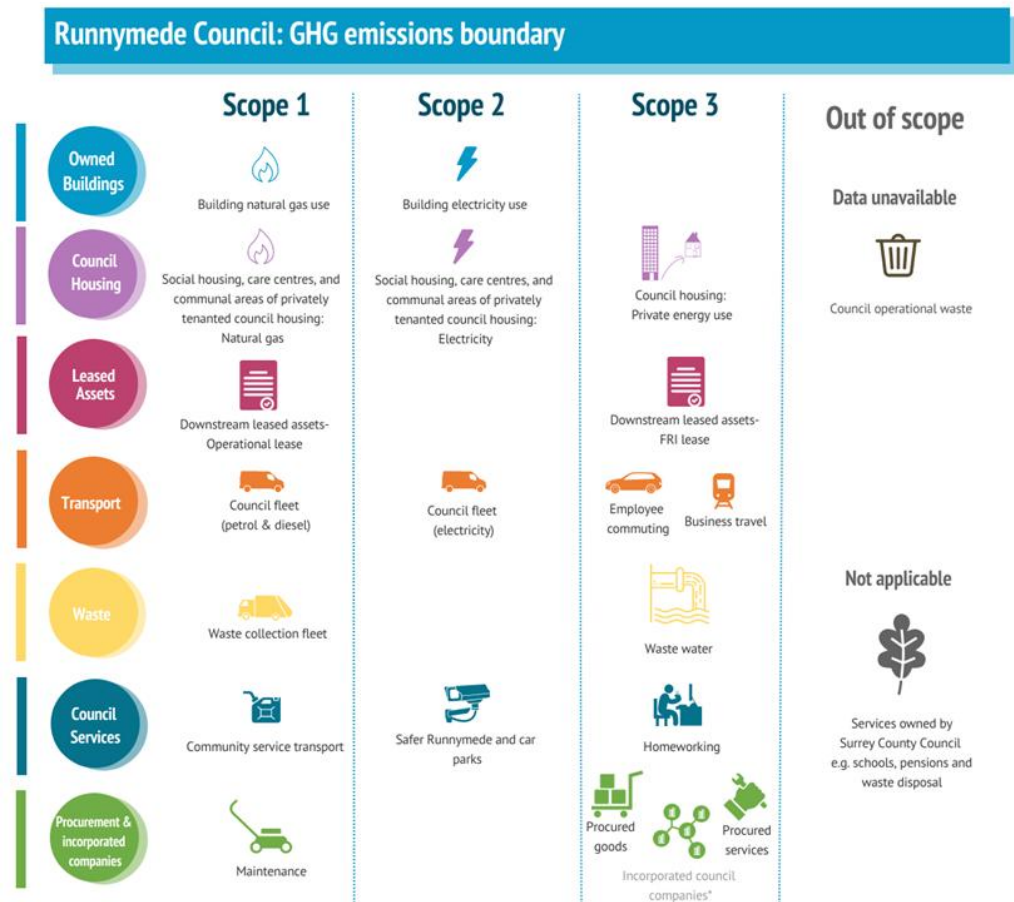 Runnymede Council: GHG emissions boundary
Scope 1
Scope 2
Scope 3
Out of scope
Owned
Buildings
Building natural gas use
Building electricity use
Data unavailable
Council operational waste
Council
Housing
Social housing, care centres, and
communal areas of privately
tenanted council housing:
Natural gas
Social housing, care centres, and
communal areas of privately
tenanted council housing:
Electricity
Council housing:
Private energy use
Leased
Assets
Downstream leased assets-
Operational lease
Downstream leased assets-
FRI lease
Transport
Council fleet
(petrol & diesel)
Council fleet
(electricity)
Employee
commuting
Business travel
Waste
Waste collection fleet
Waste water
Not applicable
Services owned by
Surrey County Council
e.g. schools, pensions and
waste disposal
Council
Services
Community service transport
Safer Runnymede and car
parks
Homeworking
Procurement &
incorporated
companies
Maintenance
Procured
goods
Procured
services
Incorporated council
companies*